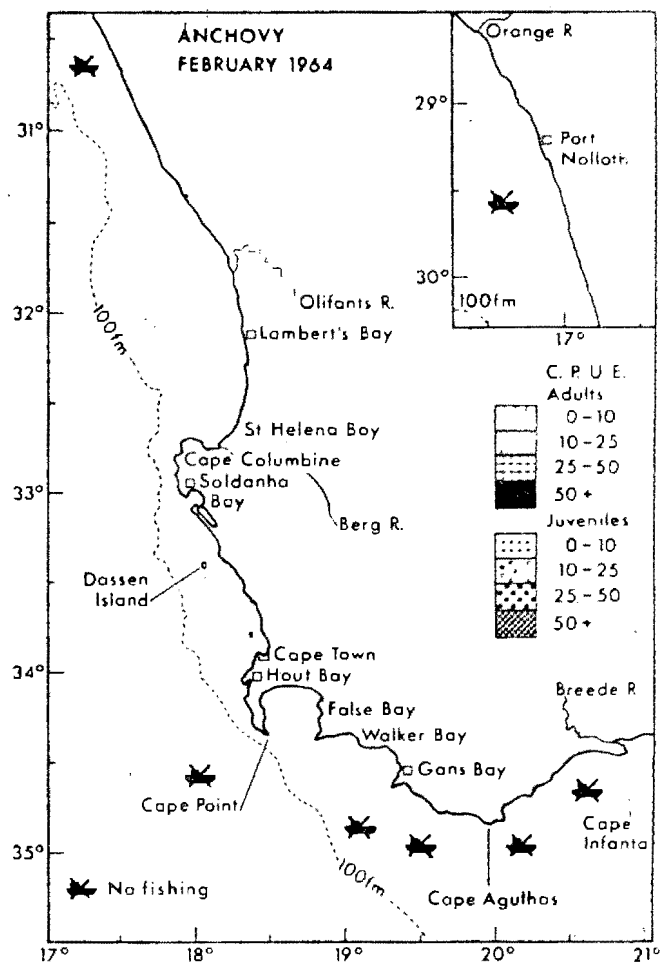 ANCHOVY
FEBRUARY 1964
Orange R
29°
Port
Nolloth
30°
100fm
17°
31°
32°
33°
34°
35°
100fm
Olifants R.
Lambert's Bay
St Helena Bay
Cape Columbine
Saldanha
Bay
Berg R.
Dassen
Island
Cape Town
Hout Bay
False Bay
Walker Bay
Gans Bay
Breede R
Cape Point
Cape
Infanta
100fm
Cape Agulhas
No fishing
C. P. U E.
Adults
0-10
10-25
25-50
50+
Juveniles
0-10
10-25
25-50
50+
17°
18°
19°
20°
21°